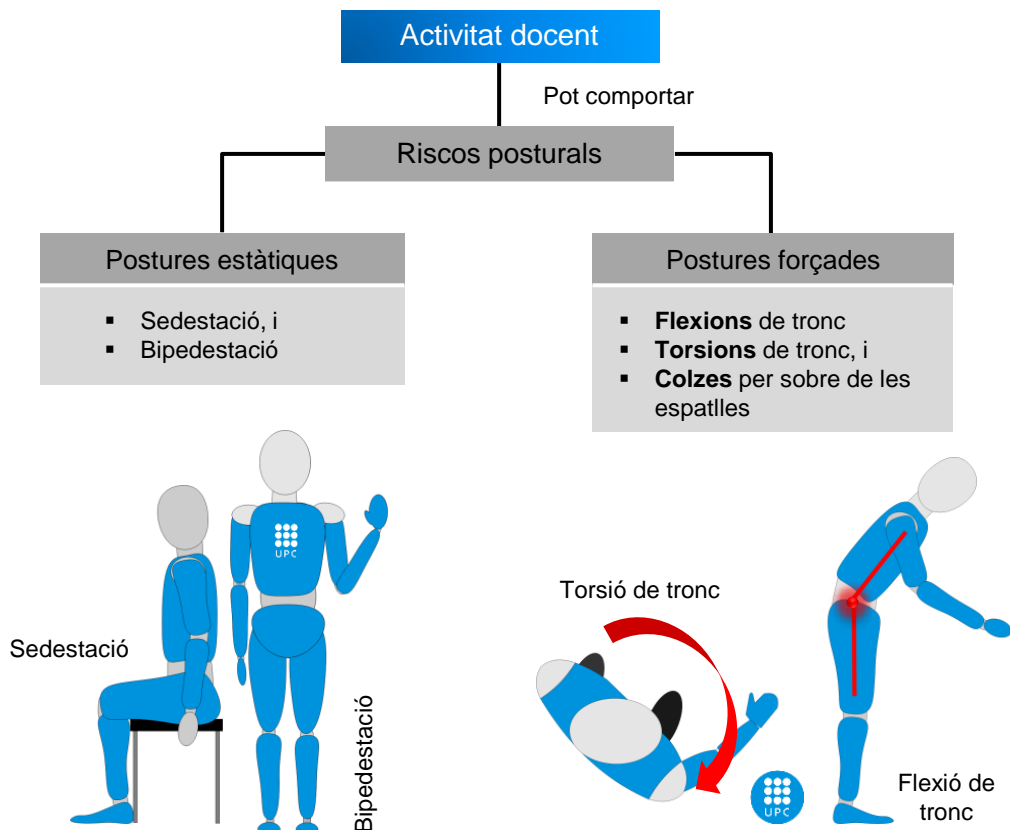 Activitat docent
Pot comportar
Riscos posturals
Postures estàtiques
▪ Sedestació, i
▪ Bipedestació
Postures forçades
▪ Flexions de tronc
▪ Torsions de tronc, i
▪ Colzes per sobre de les
espatlles
UPC
Sedestació
Bipedestació
Torsió de tronc
UPC
Flexió de
tronc